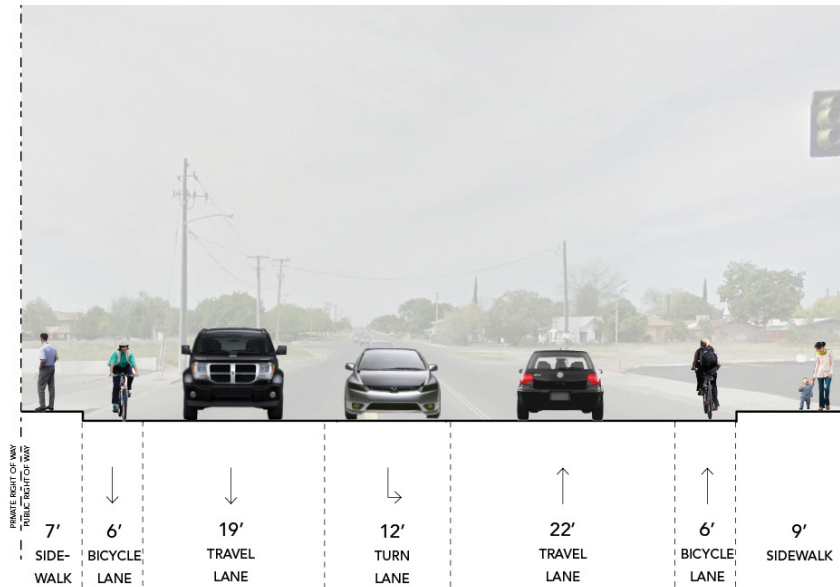 PRIVATE RIGHT OF WAY
PUBLIC RIGHT OF WAY
7’
SIDE-
WALK
6’
BICYCLE
LANE
19’
TRAVEL
LANE
12’
TURN
LANE
22’
TRAVEL
LANE
6’
BICYCLE
LANE
9’
SIDEWALK